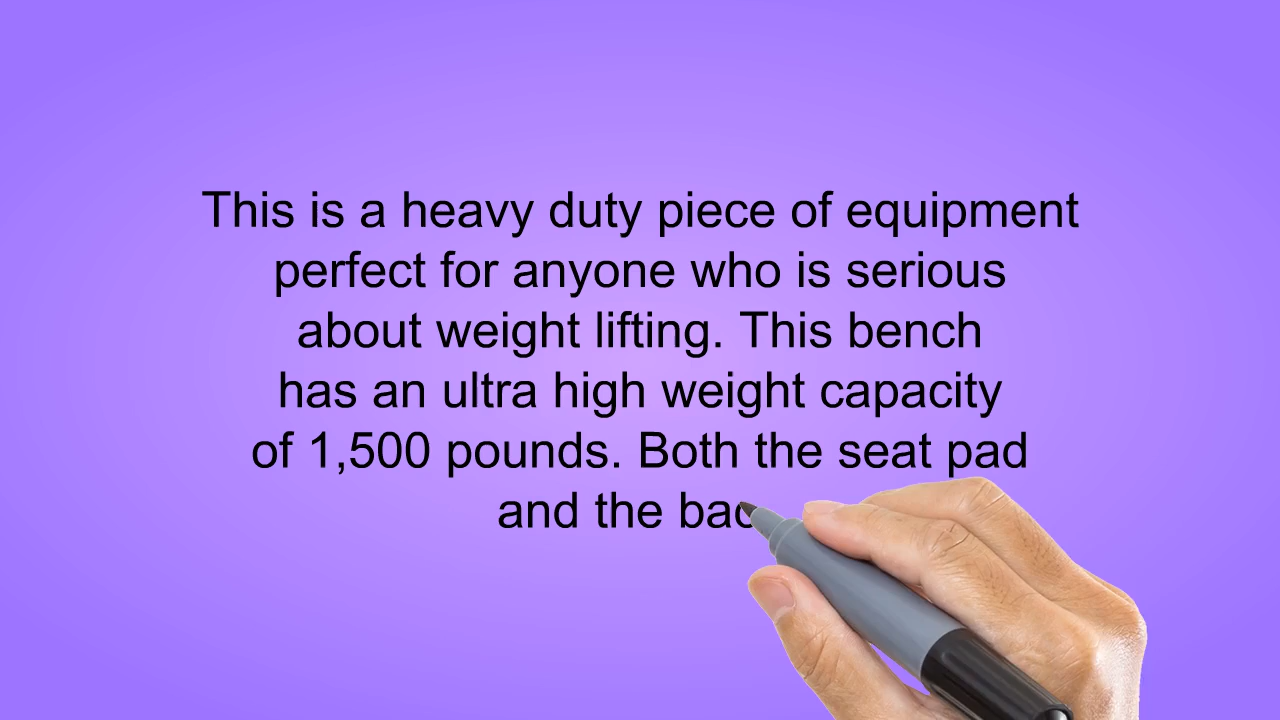 This is a heavy duty piece of equipment
perfect for anyone who is serious
about weight lifting. This bench
has an ultra high weight capacity
of 1,500 pounds. Both the seat pad
and the bac